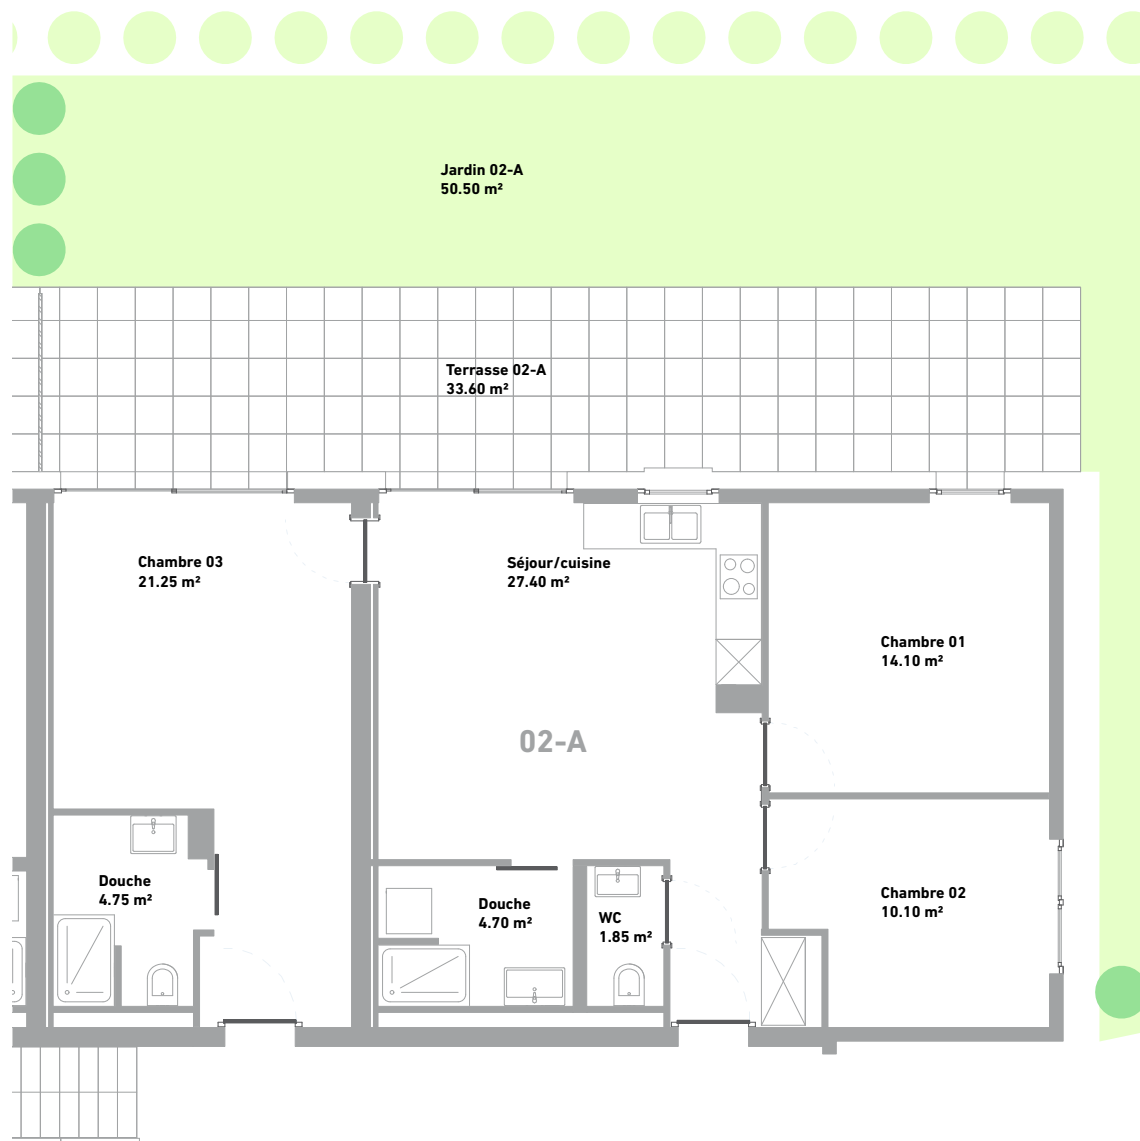 Jardin 02-A
50.50 m²
Terrasse 02-A
33.60 m²
Chambre 03
21.25 m²
Séjour/cuisine
27.40 m²
Chambre 01
14.10 m²
02-A
Douche
4.75 m²
Douche
4.70 m²
WC
1.85 m²
Chambre 02
10.10 m²